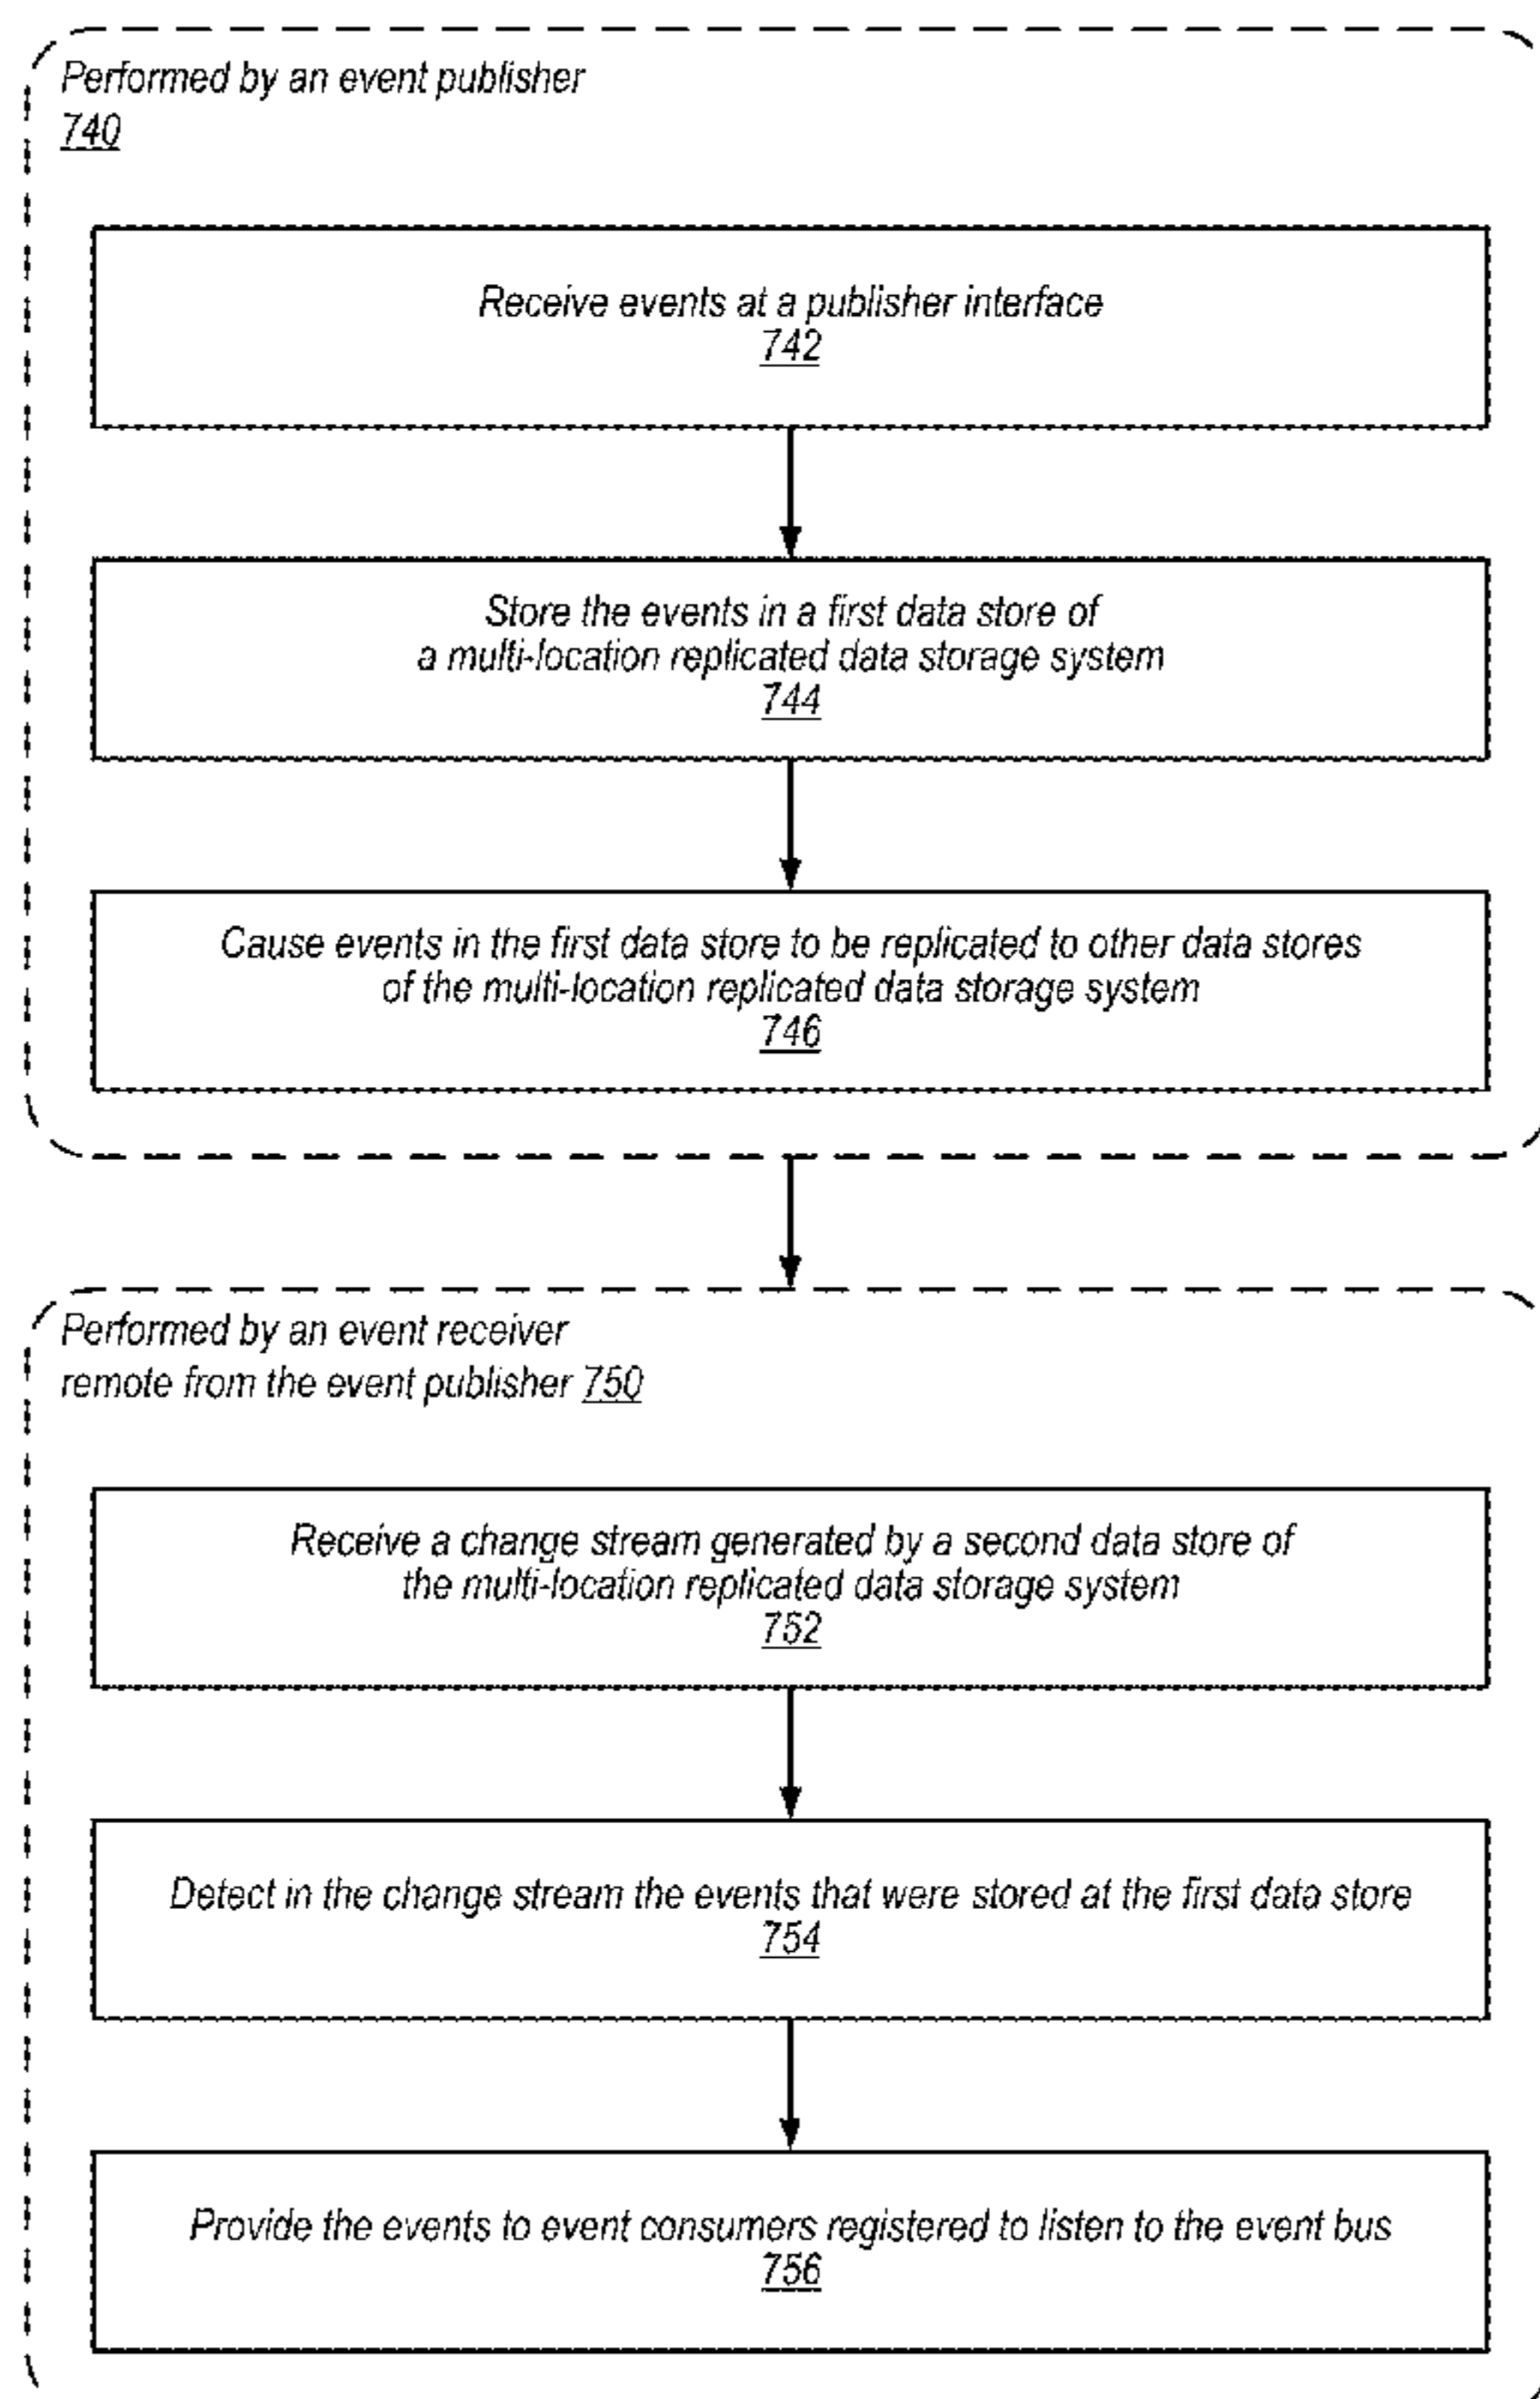 Performed by an event publisher
740
Receive events at a publisher interface
742
Store the events in a first data store of
a multi-location replicated data storage system
744
Cause events in the first data store to be replicated to other data stores
of the multi-location replicated data storage system
746
Performed by an event receiver
remote from the event publisher 750
Receive a change stream generated by a second data store of
the multi-location replicated data storage system
752
Detect in the change stream the events that were stored at the first data store
754
Provide the events to event consumers registered to listen to the event bus
756